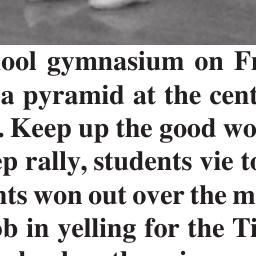 ool gymnasium on Fr
a pyramid at the cent
. Keep up the good wo
ep rally, students vie to
nts won out over the m
ob in yelling for the Ti